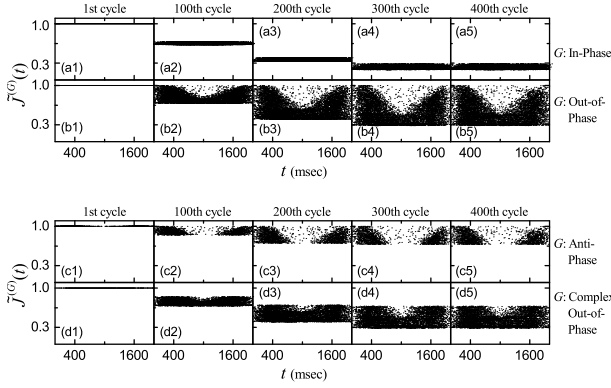 1st cycle 100th cycle 200th cycle 300th cycle 400th cycle
1.0 (a1) (a2) (a3) (a4) (a5) G: In-Phase
J̃⁽ᴳ⁾(t)
1.0 0.3 (b1) (b2) (b3) (b4) (b5) G: Out-of-
Phase
400 1600 400 1600 400 1600 400 1600 400 1600
t (msec)
1st cycle 100th cycle 200th cycle 300th cycle 400th cycle
1.0 0.3 (c1) (c2) (c3) (c4) (c5) G: Anti-
Phase
J̃⁽ᴳ⁾(t)
1.0 0.3 (d1) (d2) (d3) (d4) (d5) G: Complex
Out-of-
Phase
400 1600 400 1600 400 1600 400 1600 400 1600
t (msec)